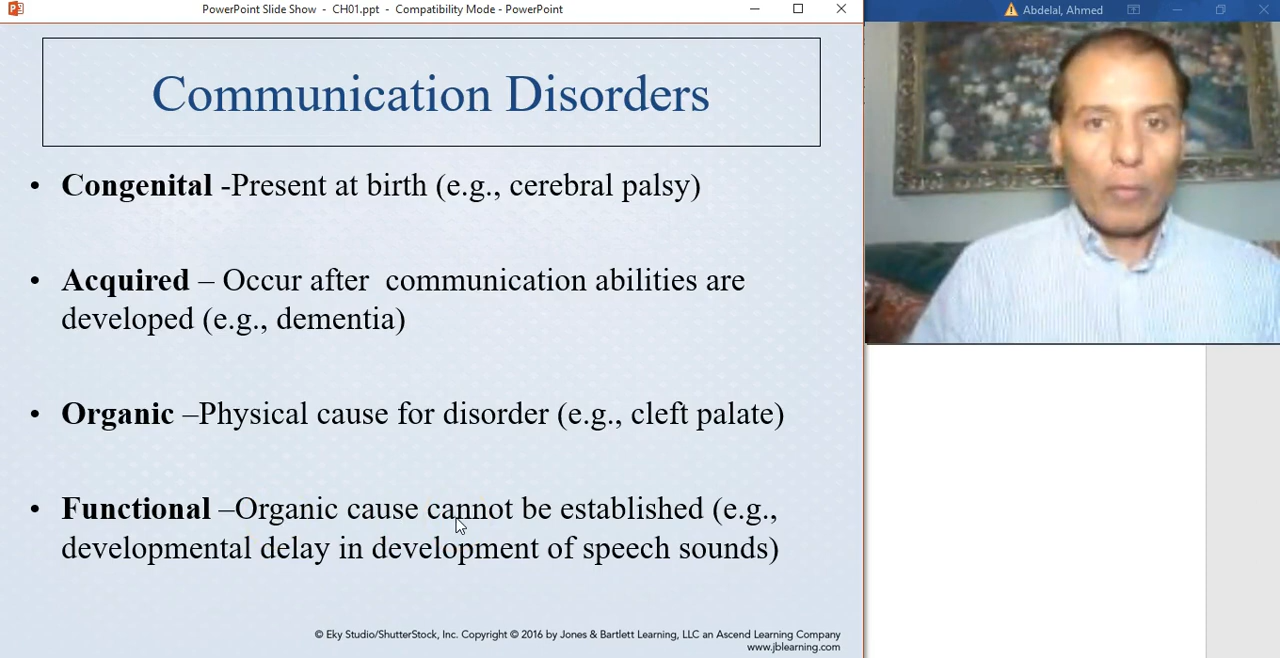 PowerPoint Slide Show - CH01.ppt - Compatibility Mode - PowerPoint
Abdelal, Ahmed
Communication Disorders
• Congenital -Present at birth (e.g., cerebral palsy)
• Acquired – Occur after  communication abilities are
developed (e.g., dementia)
• Organic –Physical cause for disorder (e.g., cleft palate)
• Functional –Organic cause cannot be established (e.g.,
developmental delay in development of speech sounds)
© Eky Studio/ShutterStock, Inc. Copyright © 2016 by Jones & Bartlett Learning, LLC an Ascend Learning Company
www.jblearning.com